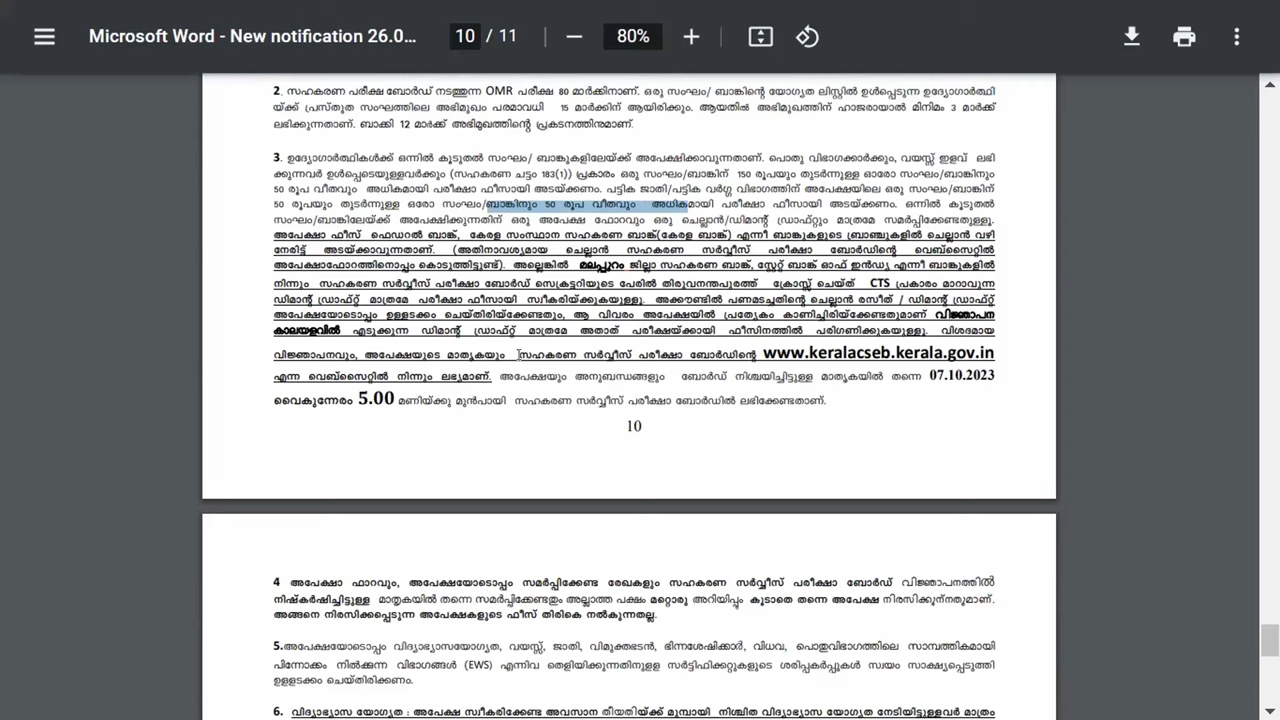 Microsoft Word - New notification 26.0...
10 / 11
80%
2. സഹകരണ പരീക്ഷ ബോർഡ് നടത്തുന്ന OMR പരീക്ഷ 80 മാർക്കിനാണ്. ഒരു സംഘം/ ബാങ്കിന്റെ യോഗ്യത ലിസ്റ്റിൽ ഉൾപ്പെടുന്ന ഉദ്യോഗാർത്ഥി
യ്ക്ക് പ്രസ്തുത സംഘത്തിലെ അഭിമുഖം പരമാവധി 15 മാർക്കിന് ആയിരിക്കും. ആയതിൽ അഭിമുഖത്തിന് ഹാജരായാൽ മിനിമം 3 മാർക്ക്
ലഭിക്കുന്നതാണ്. ബാക്കി 12 മാർക്ക് അഭിമുഖത്തിന്റെ പ്രകടനത്തിനുമാണ്.
3. ഉദ്യോഗാർത്ഥികൾക്ക് ഒന്നിൽ കൂടുതൽ സംഘം/ ബാങ്കുകളിലേയ്ക്ക് അപേക്ഷിക്കാവുന്നതാണ്. പൊതു വിഭാഗക്കാർക്കും, വയസ്സ് ഇളവ് ലഭി
ക്കുന്നവർ ഉൾപ്പെടെയുള്ളവർക്കും (സഹകരണ ചട്ടം 183(1)) പ്രകാരം ഒരു സംഘം/ബാങ്കിന് 150 രൂപയും തുടർന്നുള്ള ഓരോ സംഘം/ബാങ്കിനും
50 രൂപ വീതവും അധികമായി പരീക്ഷാ ഫീസായി അടയ്ക്കണം. പട്ടിക ജാതി/പട്ടിക വർഗ്ഗ വിഭാഗത്തിന് അപേക്ഷയിലെ ഒരു സംഘം/ബാങ്കിന്
50 രൂപയും തുടർന്നുള്ള ഒരോ സംഘം/ബാങ്കിനും 50 രൂപ വീതവും അധികമായി പരീക്ഷാ ഫീസായി അടയ്ക്കണം. ഒന്നിൽ കൂടുതൽ
സംഘം/ബാങ്കിലേയ്ക്ക് അപേക്ഷിക്കുന്നതിന് ഒരു അപേക്ഷ ഫോറവും ഒരു ചെല്ലാൻ/ഡിമാന്റ് ഡ്രാഫ്റ്റും മാത്രമേ സമർപ്പിക്കേണ്ടതുള്ളൂ.
അപേക്ഷാ ഫീസ് ഫെഡറൽ ബാങ്ക്, കേരള സംസ്ഥാന സഹകരണ ബാങ്ക്(കേരള ബാങ്ക്) എന്നീ ബാങ്കുകളുടെ ബ്രാഞ്ചുകളിൽ ചെല്ലാൻ വഴി
നേരിട്ട് അടയ്ക്കാവുന്നതാണ്. (അതിനാവശ്യമായ ചെല്ലാൻ സഹകരണ സർവ്വീസ് പരീക്ഷാ ബോർഡിന്റെ വെബ്സൈറ്റിൽ
അപേക്ഷാഫോറത്തിനൊപ്പം കൊടുത്തിട്ടുണ്ട്). അല്ലെങ്കിൽ മലപ്പുറം ജില്ലാ സഹകരണ ബാങ്ക്, സ്റ്റേറ്റ് ബാങ്ക് ഓഫ് ഇൻഡ്യ എന്നീ ബാങ്കുകളിൽ
നിന്നും സഹകരണ സർവ്വീസ് പരീക്ഷാ ബോർഡ് സെക്രട്ടറിയുടെ പേരിൽ തിരുവനന്തപുരത്ത് ക്രോസ്സ് ചെയ്ത് CTS പ്രകാരം മാറാവുന്ന
ഡിമാന്റ് ഡ്രാഫ്റ്റ് മാത്രമേ പരീക്ഷാ ഫീസായി സ്വീകരിയ്ക്കുകയുള്ളൂ. അക്കൗണ്ടിൽ പണമടച്ചതിന്റെ ചെല്ലാൻ രസീത് / ഡിമാന്റ് ഡ്രാഫ്റ്റ്
അപേക്ഷയോടൊപ്പം ഉള്ളടക്കം ചെയ്തിരിയ്ക്കേണ്ടതും, ആ വിവരം അപേക്ഷയിൽ പ്രത്യേകം കാണിച്ചിരിയ്ക്കേണ്ടതുമാണ് വിജ്ഞാപന
കാലയളവിൽ എടുക്കുന്ന ഡിമാന്റ് ഡ്രാഫ്റ്റ് മാത്രമേ അതാത് പരീക്ഷയ്ക്കായി ഫീസിനത്തിൽ പരിഗണിക്കുകയുള്ളൂ. വിശദമായ
വിജ്ഞാപനവും, അപേക്ഷയുടെ മാതൃകയും സഹകരണ സർവ്വീസ് പരീക്ഷാ ബോർഡിന്റെ www.keralacseb.kerala.gov.in
എന്ന വെബ്സൈറ്റിൽ നിന്നും ലഭ്യമാണ്. അപേക്ഷയും അനുബന്ധങ്ങളും ബോർഡ് നിശ്ചയിച്ചിട്ടുള്ള മാതൃകയിൽ തന്നെ 07.10.2023
വൈകുന്നേരം 5.00 മണിയ്ക്കു മുൻപായി സഹകരണ സർവ്വീസ് പരീക്ഷാ ബോർഡിൽ ലഭിക്കേണ്ടതാണ്.
10
4 അപേക്ഷാ ഫാറവും, അപേക്ഷയോടൊപ്പം സമർപ്പിക്കേണ്ട രേഖകളും സഹകരണ സർവ്വീസ് പരീക്ഷാ ബോർഡ് വിജ്ഞാപനത്തിൽ
നിഷ്കർഷിച്ചിട്ടുള്ള മാതൃകയിൽ തന്നെ സമർപ്പിക്കേണ്ടതും അല്ലാത്ത പക്ഷം മറ്റൊരു അറിയിപ്പും കൂടാതെ തന്നെ അപേക്ഷ നിരസിക്കുന്നതുമാണ്.
അങ്ങനെ നിരസിക്കപ്പെടുന്ന അപേക്ഷകളുടെ ഫീസ് തിരികെ നൽകുന്നതല്ല.
5.അപേക്ഷയോടൊപ്പം വിദ്യാഭ്യാസയോഗ്യത, വയസ്സ്, ജാതി, വിമുക്തഭടൻ, ഭിന്നശേഷിക്കാർ, വിധവ, പൊതുവിഭാഗത്തിലെ സാമ്പത്തികമായി
പിന്നോക്കം നിൽക്കുന്ന വിഭാഗങ്ങൾ (EWS) എന്നിവ തെളിയിക്കുന്നതിനുളള സർട്ടിഫിക്കറ്റുകളുടെ ശരിപ്പകർപ്പുകൾ സ്വയം സാക്ഷ്യപ്പെടുത്തി
ഉളളടക്കം ചെയ്തിരിക്കണം.
6. വിദ്യാഭ്യാസ യോഗ്യത : അപേക്ഷ സ്വീകരിക്കേണ്ട അവസാന തീയതിയ്ക്ക് മുമ്പായി നിശ്ചിത വിദ്യാഭ്യാസ യോഗ്യത നേടിയിട്ടുള്ളവർ മാത്രം